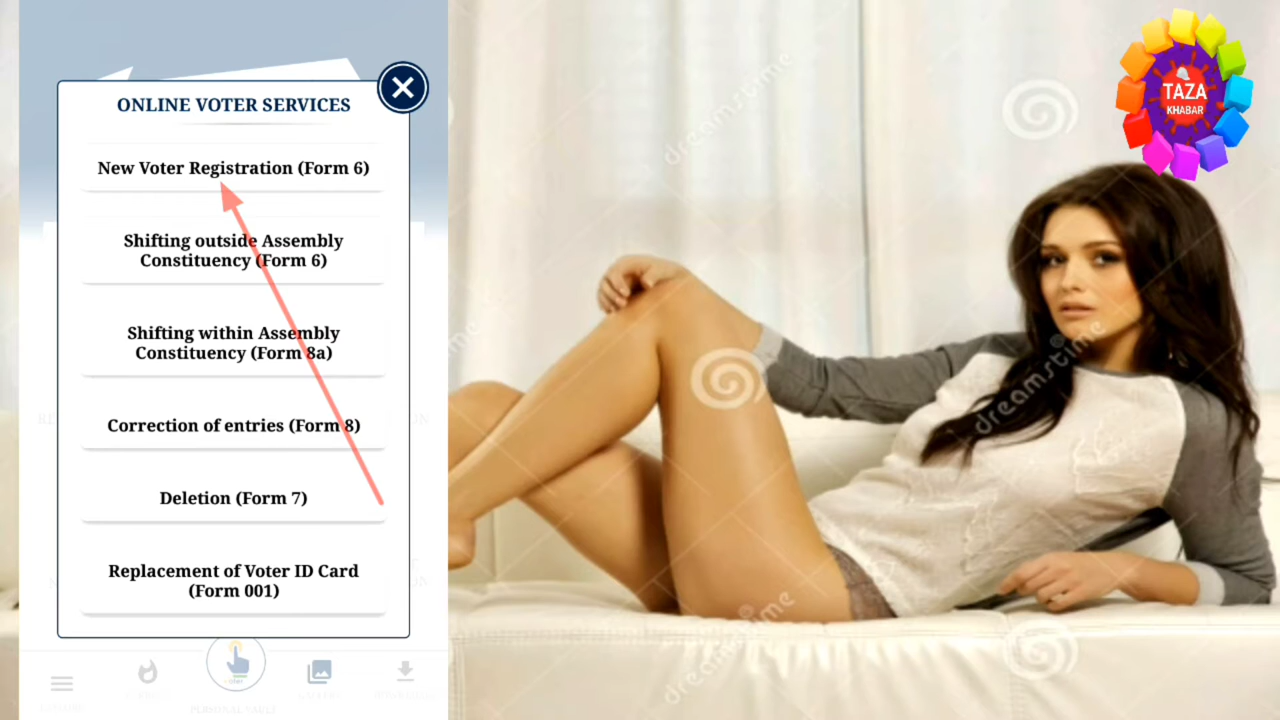 ONLINE VOTER SERVICES
New Voter Registration (Form 6)
Shifting outside Assembly
Constituency (Form 6)
Shifting within Assembly
Constituency (Form 8a)
Correction of entries (Form 8)
Deletion (Form 7)
Replacement of Voter ID Card
(Form 001)
TAZA
KHABAR
dreamstime
dreamstime
dreamstime